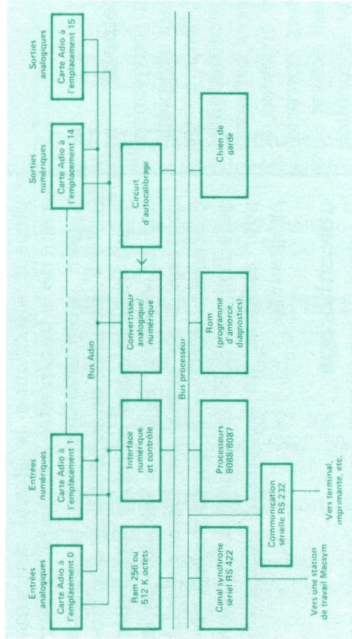 Entrées
analogiques
Carte Adio à
l'emplacement 0
Entrées
numériques
Carte Adio à
l'emplacement 1
Sorties
numériques
Carte Adio à
l'emplacement 14
Sorties
analogiques
Carte Adio à
l'emplacement 15
Bus Adio
Ram 256 ou
512 K octets
Interface
numérique
et contrôle
Convertisseur
analogique/
numérique
Circuit
d'autocalibrage
Bus processeur
Canal synchrone
sériel RS 422
Processeurs
8088/8087
Rom
(programme
d'amorce,
diagnostics)
Chien de
garde
Communication
sérielle RS 232
Vers une station
de travail Macsym
Vers terminal,
imprimante, etc.